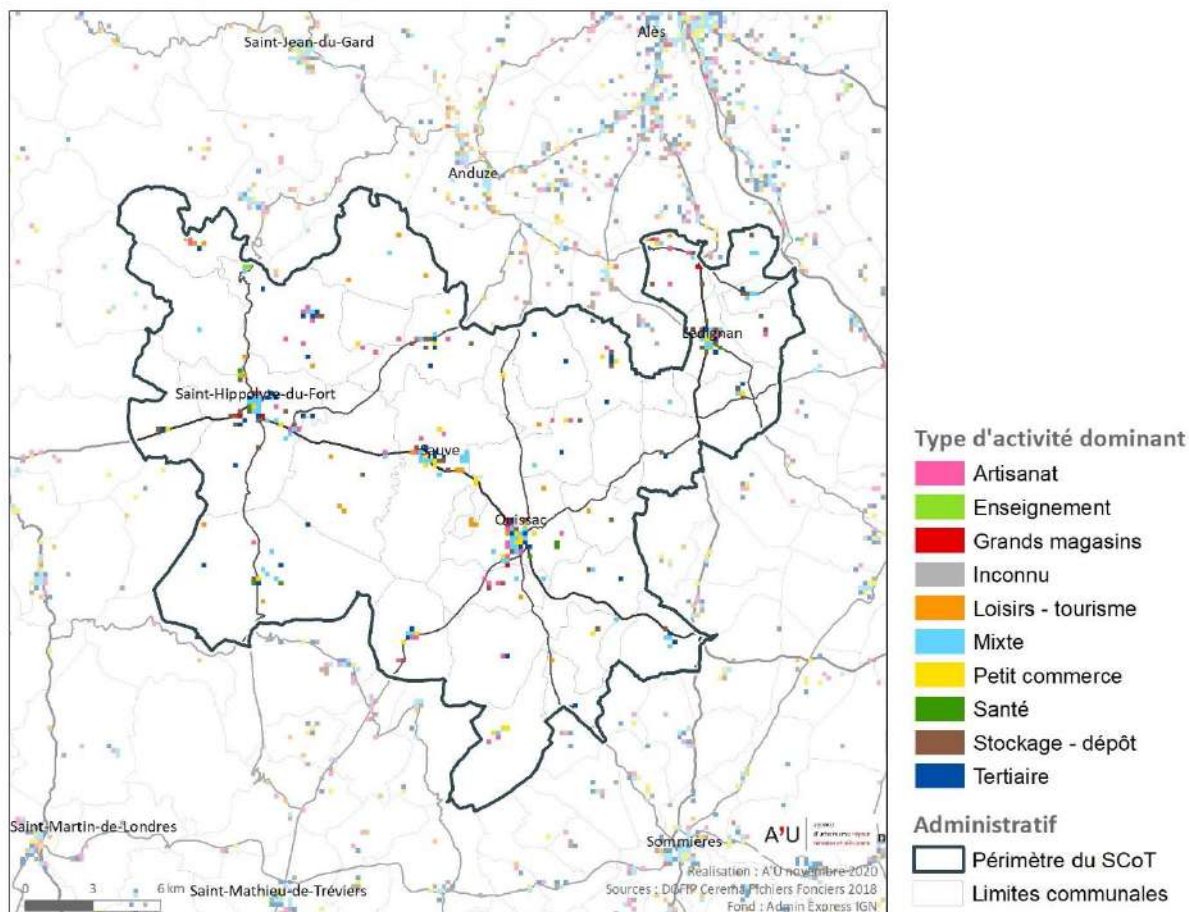 Saint-Jean-du-Gard
Alès
Anduze
Lédignan
Saint-Hippolyte-du-Fort
Sauve
Quissac
Saint-Martin-de-Londres
Sommières
Saint-Mathieu-de-Tréviers
0 3 6 km
A'U
Réalisation : A'U novembre 2020
Sources : DGFIP Cerema Fichiers Fonciers 2018
Fond : Admin Express IGN
Type d'activité dominant
Artisanat
Enseignement
Grands magasins
Inconnu
Loisirs - tourisme
Mixte
Petit commerce
Santé
Stockage - dépôt
Tertiaire
Administratif
Périmètre du SCoT
Limites communales